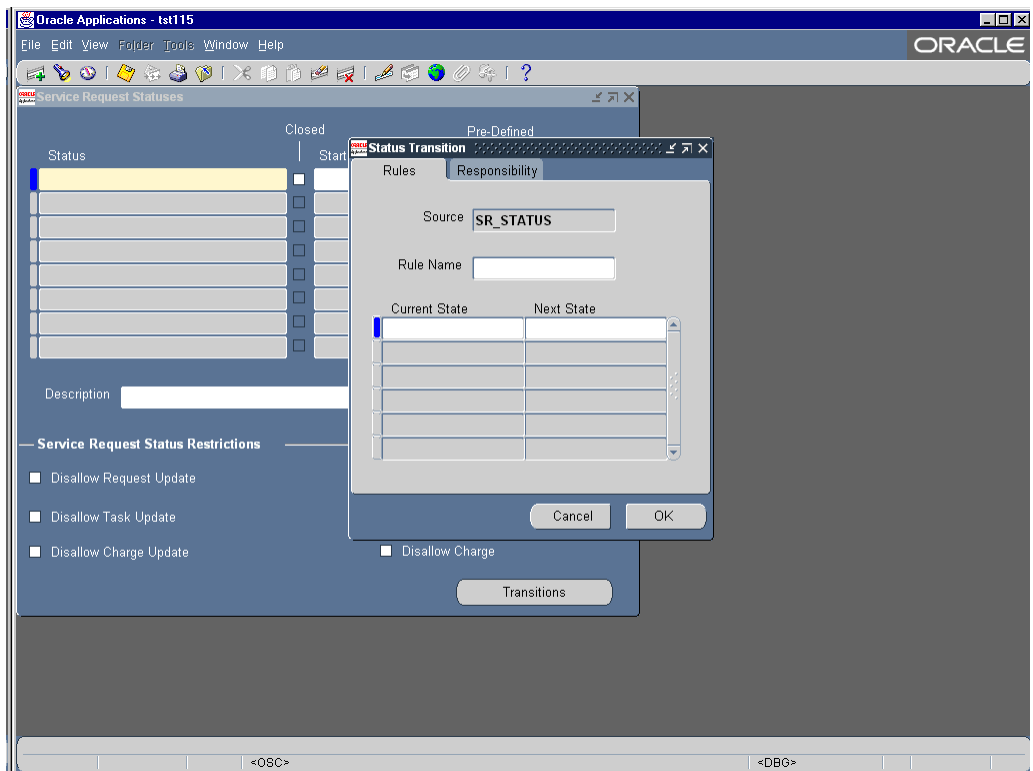 Oracle Applications - tst115
File Edit View Folder Tools Window Help
ORACLE
Service Request Statuses
Closed
Pre-Defined
Status
Start
Status Transition
Rules
Responsibility
Source SR_STATUS
Rule Name
Current State
Next State
Description
Service Request Status Restrictions
Disallow Request Update
Disallow Task Update
Cancel
OK
Disallow Charge Update
Disallow Charge
Transitions
<OSC>
<DBG>